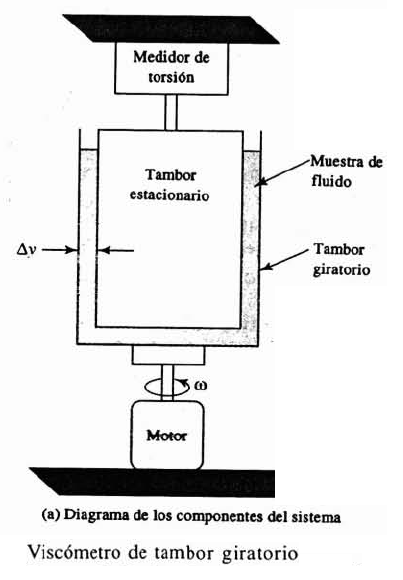 Medidor de
torsión
Tambor
estacionario
Muestra de
fluido
Δy
Tambor
giratorio
ω
Motor
(a) Diagrama de los componentes del sistema
Viscómetro de tambor giratorio